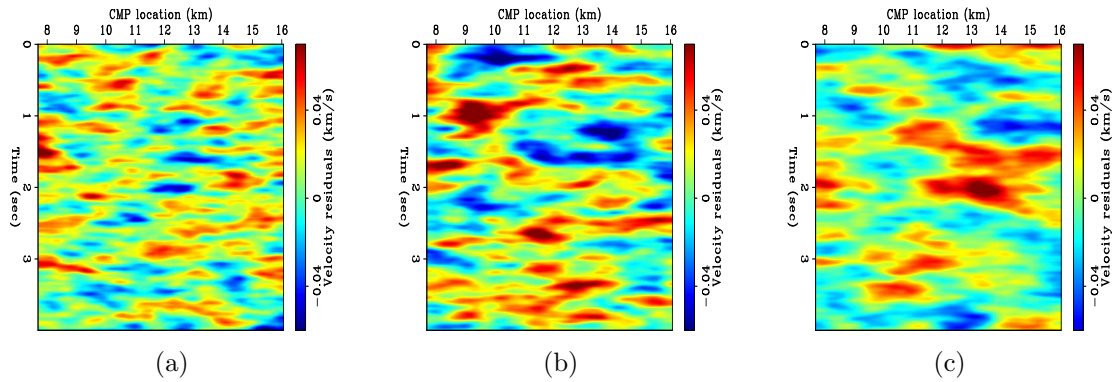 CMP location (km)
8 9 10 11 12 13 14 15 16
0
1
2
3
Time (sec)
0.04
0
−0.04
Velocity residuals (km/s)
(a)
CMP location (km)
8 9 10 11 12 13 14 15 16
0
1
2
3
Time (sec)
0.04
0
−0.04
Velocity residuals (km/s)
(b)
CMP location (km)
8 9 10 11 12 13 14 15 16
0
1
2
3
Time (sec)
0.04
0
−0.04
Velocity residuals (km/s)
(c)